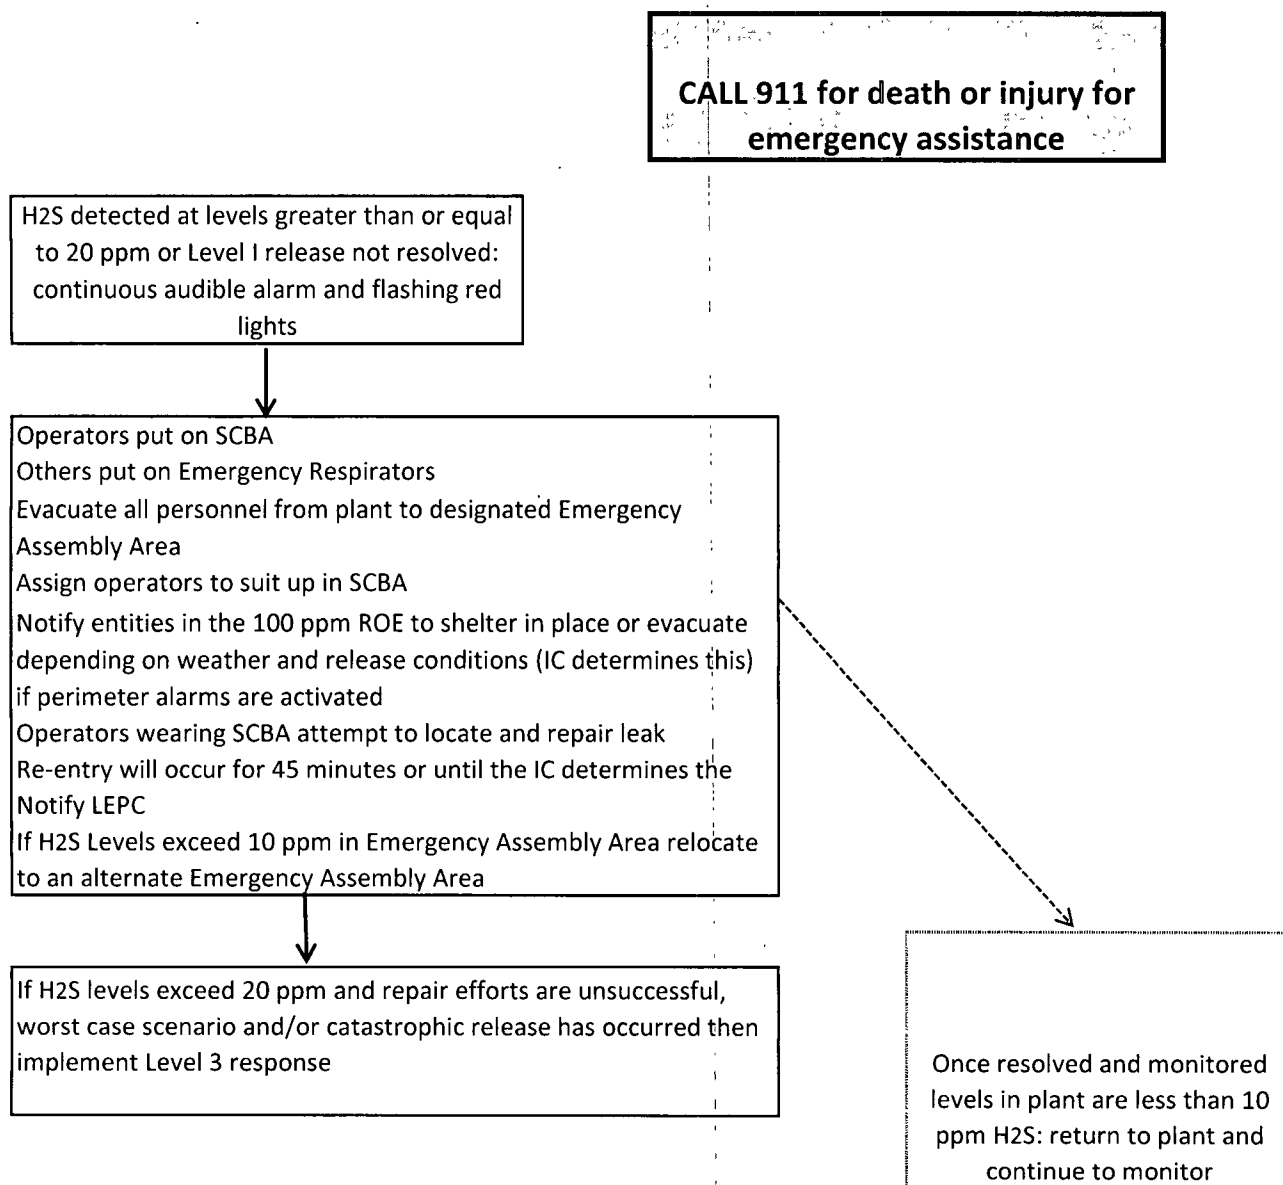 CALL 911 for death or injury for
emergency assistance
H2S detected at levels greater than or equal
to 20 ppm or Level I release not resolved:
continuous audible alarm and flashing red
lights
Operators put on SCBA
Others put on Emergency Respirators
Evacuate all personnel from plant to designated Emergency
Assembly Area
Assign operators to suit up in SCBA
Notify entities in the 100 ppm ROE to shelter in place or evacuate
depending on weather and release conditions (IC determines this)
if perimeter alarms are activated
Operators wearing SCBA attempt to locate and repair leak
Re-entry will occur for 45 minutes or until the IC determines the
Notify LEPC
If H2S Levels exceed 10 ppm in Emergency Assembly Area relocate
to an alternate Emergency Assembly Area
If H2S levels exceed 20 ppm and repair efforts are unsuccessful,
worst case scenario and/or catastrophic release has occurred then
implement Level 3 response
Once resolved and monitored
levels in plant are less than 10
ppm H2S: return to plant and
continue to monitor